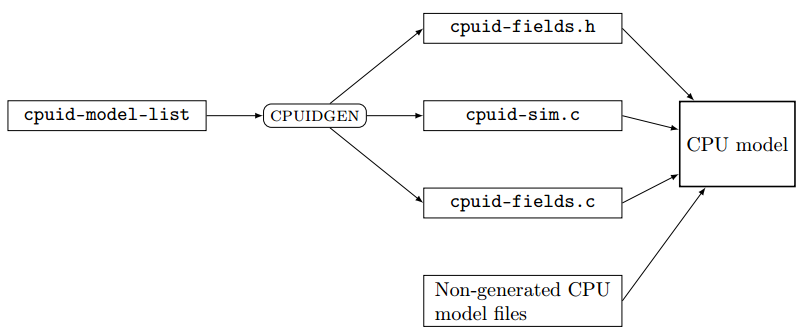 cpuid-fields.h
cpuid-model-list
CPUIDGEN
cpuid-sim.c
CPU model
cpuid-fields.c
Non-generated CPU
model files